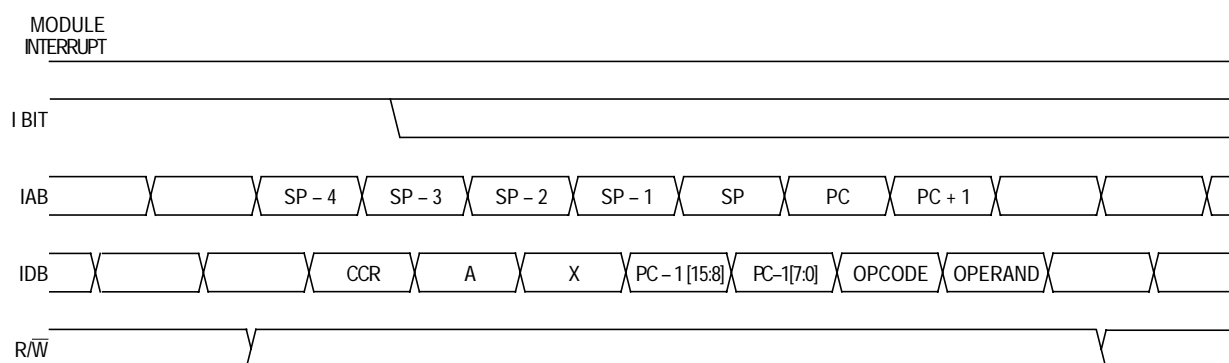 MODULE
INTERRUPT
I BIT
IAB SP – 4 SP – 3 SP – 2 SP – 1 SP PC PC + 1
IDB CCR A X PC – 1 [15:8] PC–1[7:0] OPCODE OPERAND
R/W̅